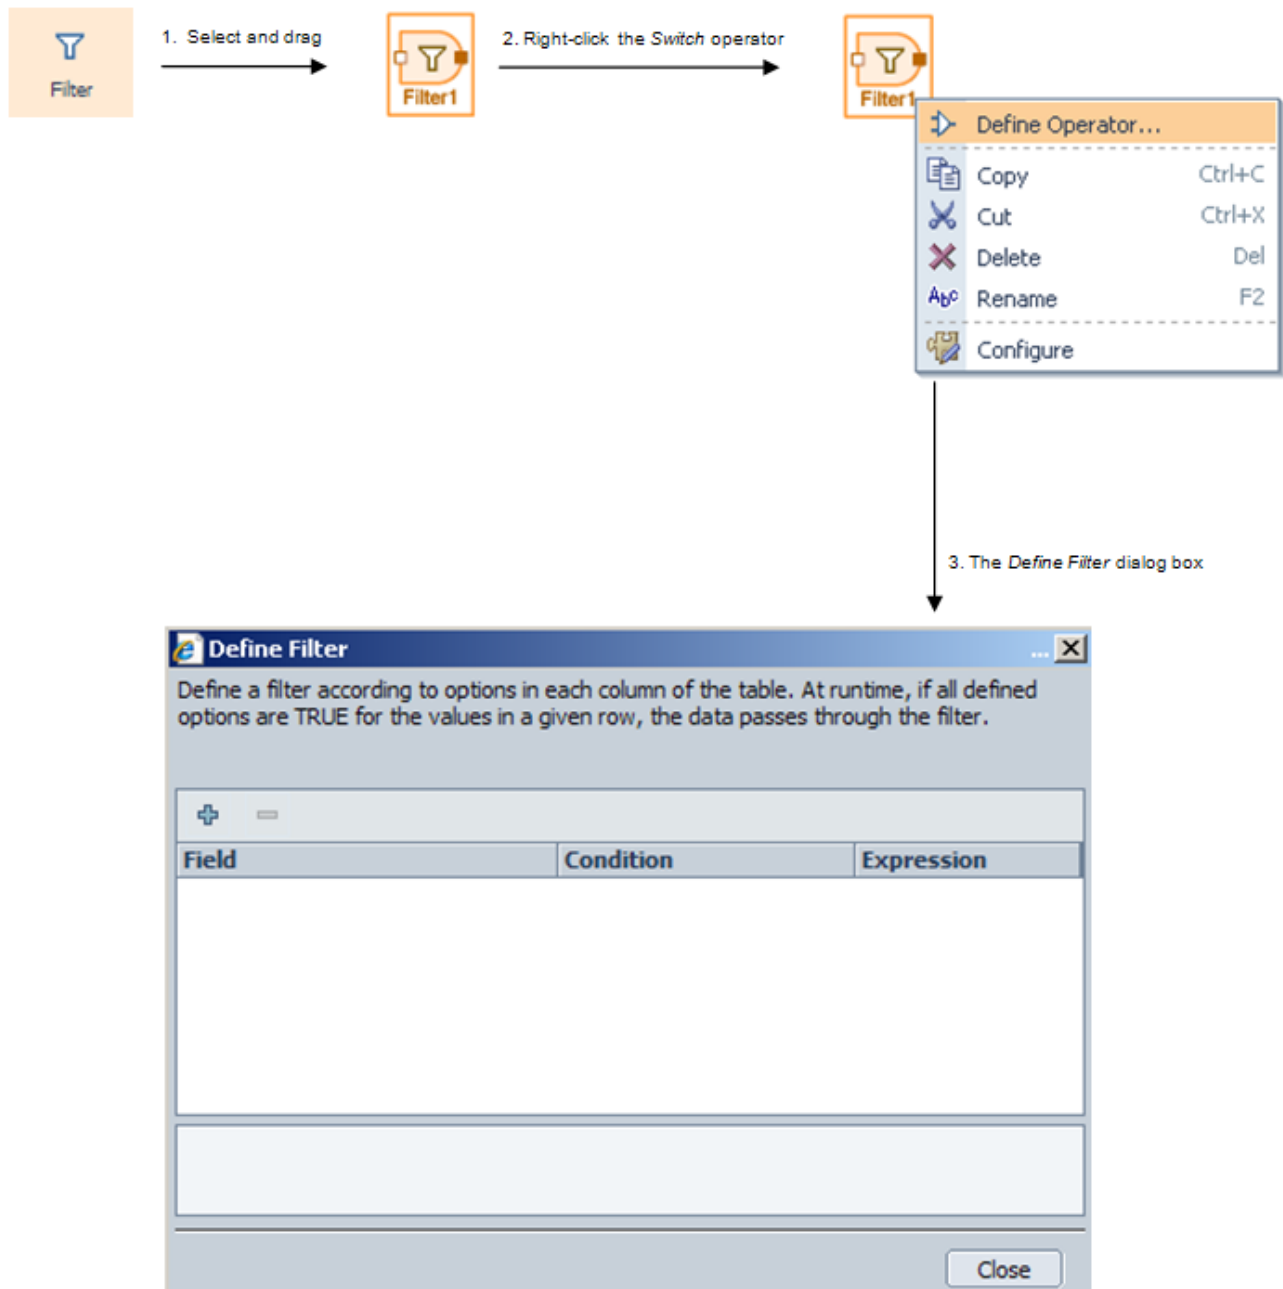 Filter
1. Select and drag
Filter1
2. Right-click the Switch operator
Filter1
Define Operator...
Copy Ctrl+C
Cut Ctrl+X
Delete Del
Rename F2
Configure
3. The Define Filter dialog box
Define Filter ...
Define a filter according to options in each column of the table. At runtime, if all defined
options are TRUE for the values in a given row, the data passes through the filter.
Field Condition Expression
Close